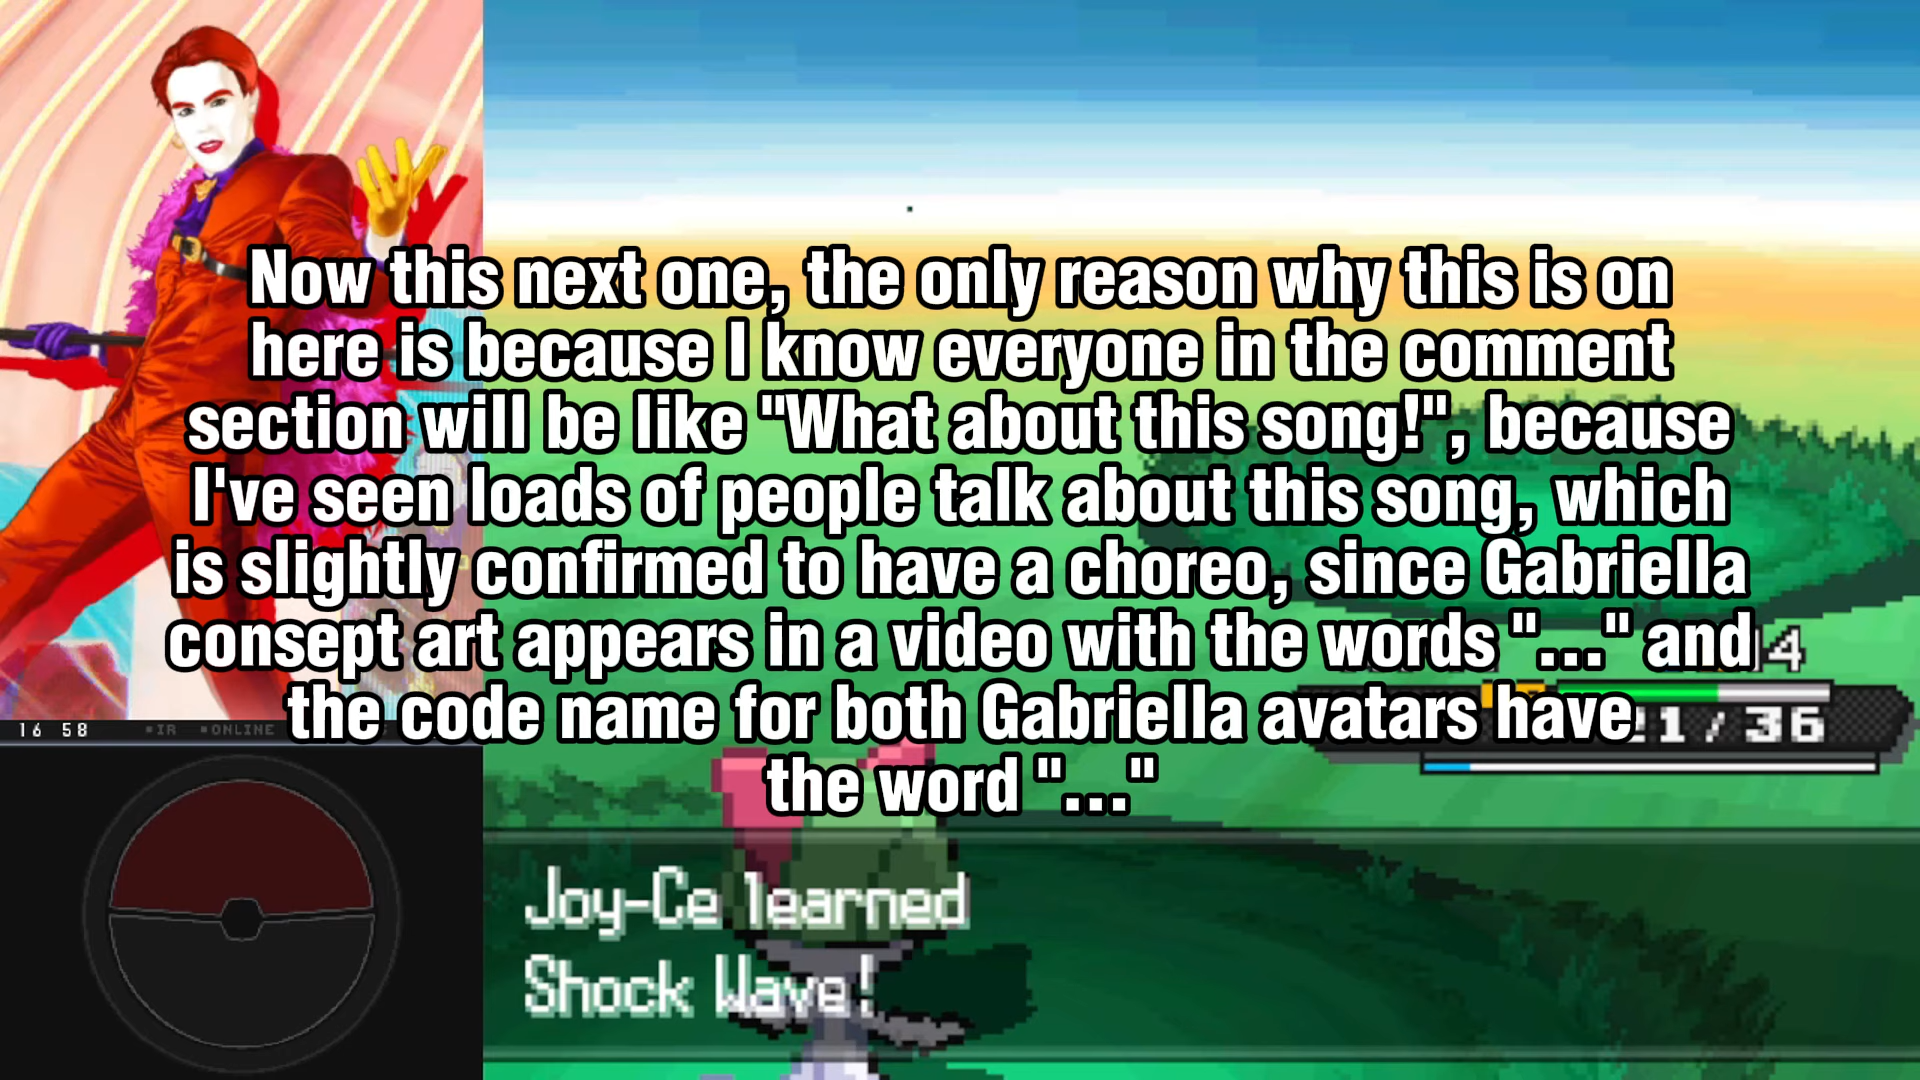 Now this next one, the only reason why this is on
here is because I know everyone in the comment
section will be like "What about this song!", because
I've seen loads of people talk about this song, which
is slightly confirmed to have a choreo, since Gabriella
consept art appears in a video with the words "..." and
the code name for both Gabriella avatars have
the word "..."
4
21/36
16 58
IR ONLINE
Joy-Ce learned
Shock Wave!